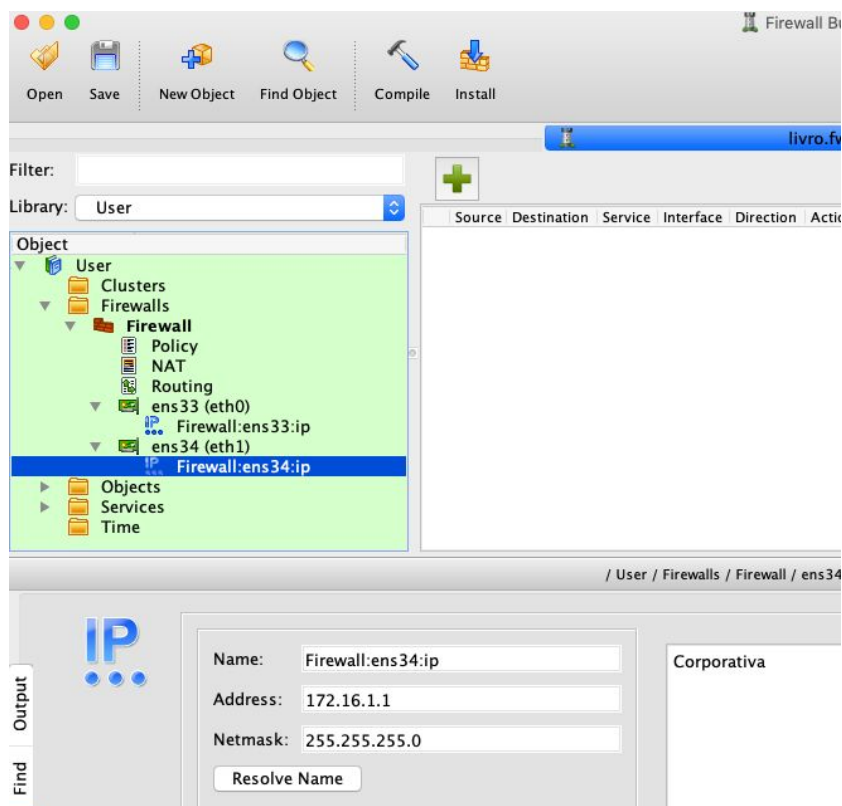 Firewall Bu
Open Save New Object Find Object Compile Install
livro.fw
Filter:
Library: User
Source Destination Service Interface Direction Actio
Object
User
Clusters
Firewalls
Firewall
Policy
NAT
Routing
ens33 (eth0)
IP Firewall:ens33:ip
ens34 (eth1)
IP Firewall:ens34:ip
Objects
Services
Time
/ User / Firewalls / Firewall / ens34
IP
Name: Firewall:ens34:ip
Corporativa
Address: 172.16.1.1
Netmask: 255.255.255.0
Resolve Name
Output
Find